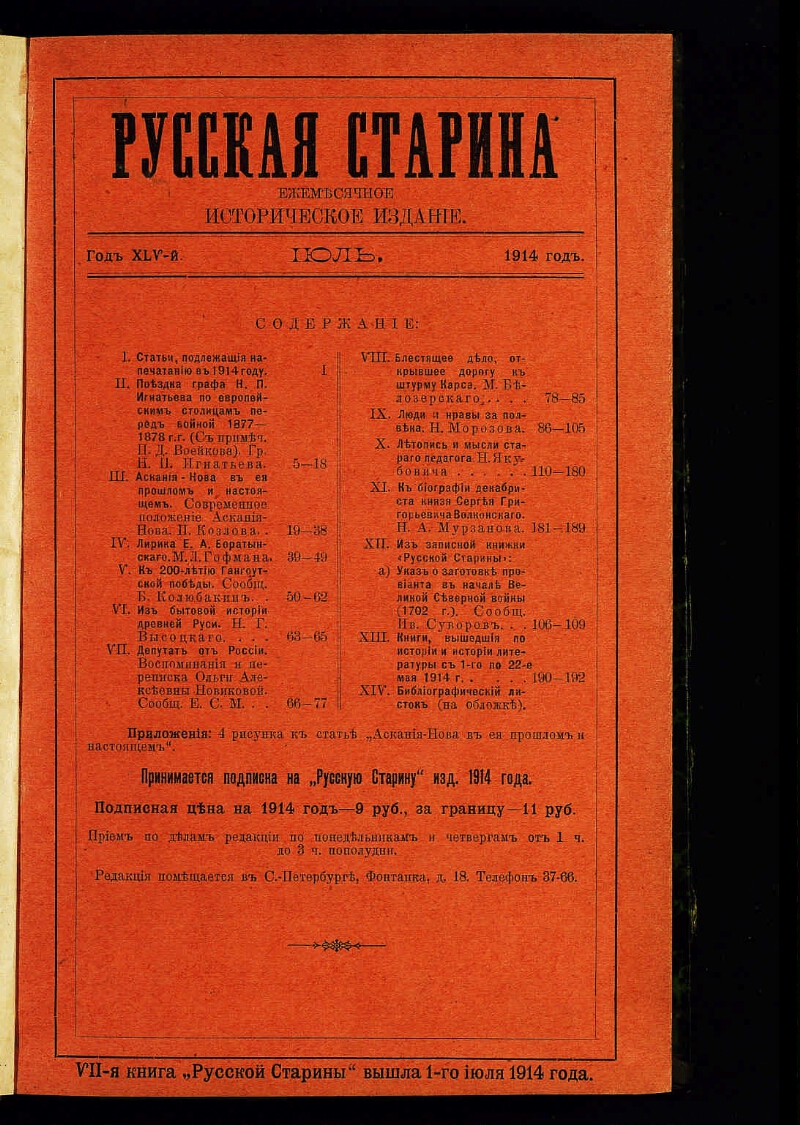 РУССКАЯ СТАРИНА
ЕЖЕМѢСЯЧНОЕ
ИСТОРИЧЕСКОЕ ИЗДАНІЕ.
Годъ XLV-й.
ІЮЛЬ.
1914 годъ.
СОДЕРЖАНІЕ:
I. Статьи, подлежащія на-
печатанію въ 1914 году. 1
II. Поѣздка графа Н. П.
Игнатьева по европей-
скимъ столицамъ пе-
редъ войной 1877—
1878 г.г. (Съ примѣч.
П. Д. Воейкова). Гр.
Н. П. Игнатьева. 5—18
III. Асканія-Нова въ ея
прошломъ и настоя-
щемъ. Современное
положеніе Асканія-
Нова. П. Козлова. . 19—38
IV. Лирика Е. А. Боратын-
скаго. М. Л. Гофмана. 39—49
V. Къ 200-лѣтію Гангоут-
ской побѣды. Сообщ.
Б. Колюбакинъ. . 50—62
VI. Изъ бытовой исторіи
древней Руси. Н. Г.
Высоцкаго. . . . 63—65
VII. Депутатъ отъ Россіи.
Воспоминанія и пе-
реписка Ольги Але-
ксѣевны Новиковой.
Сообщ. Е. С. М. . . 66—77
VIII. Блестящее дѣло, от-
крывшее дорогу къ
штурму Карса. М. Бѣ-
лозерскаго. . . . 78—85
IX. Люди и нравы за пол-
вѣка. Н. Морозова. 86—105
X. Лѣтопись и мысли ста-
раго педагога. Н. Яку-
бовича . . . . . . 110—180
XI. Къ біографіи декабри-
ста князя Сергѣя Гри-
горьевича Волконскаго.
Н. А. Мурзанова. 181—189
XII. Изъ записной книжки
«Русской Старины»:
а) Указъ о заготовкѣ про-
віанта въ началѣ Ве-
ликой Сѣверной войны
(1702 г.). Сообщ.
Ив. Суворовъ. . . 106—109
XIII. Книги, вышедшія по
исторіи и исторіи лите-
ратуры съ 1-го по 22-е
мая 1914 г. . . . . . 190—192
XIV. Библіографическій ли-
стокъ (на обложкѣ).
Приложенія: 4 рисунка къ статьѣ „Асканія-Нова въ ея прошломъ и
настоящемъ“.
Принимается подписка на „Русскую Старину“ изд. 1914 года.
Подписная цѣна на 1914 годъ—9 руб., за границу—11 руб.
Пріемъ по дѣламъ редакціи по понедѣльникамъ и четвергамъ отъ 1 ч.
до 3 ч. пополудни.
Редакція помѣщается въ С.-Петербургѣ, Фонтанка, д. 18. Телефонъ 37-66.
VII-я книга „Русской Старины“ вышла 1-го іюля 1914 года.